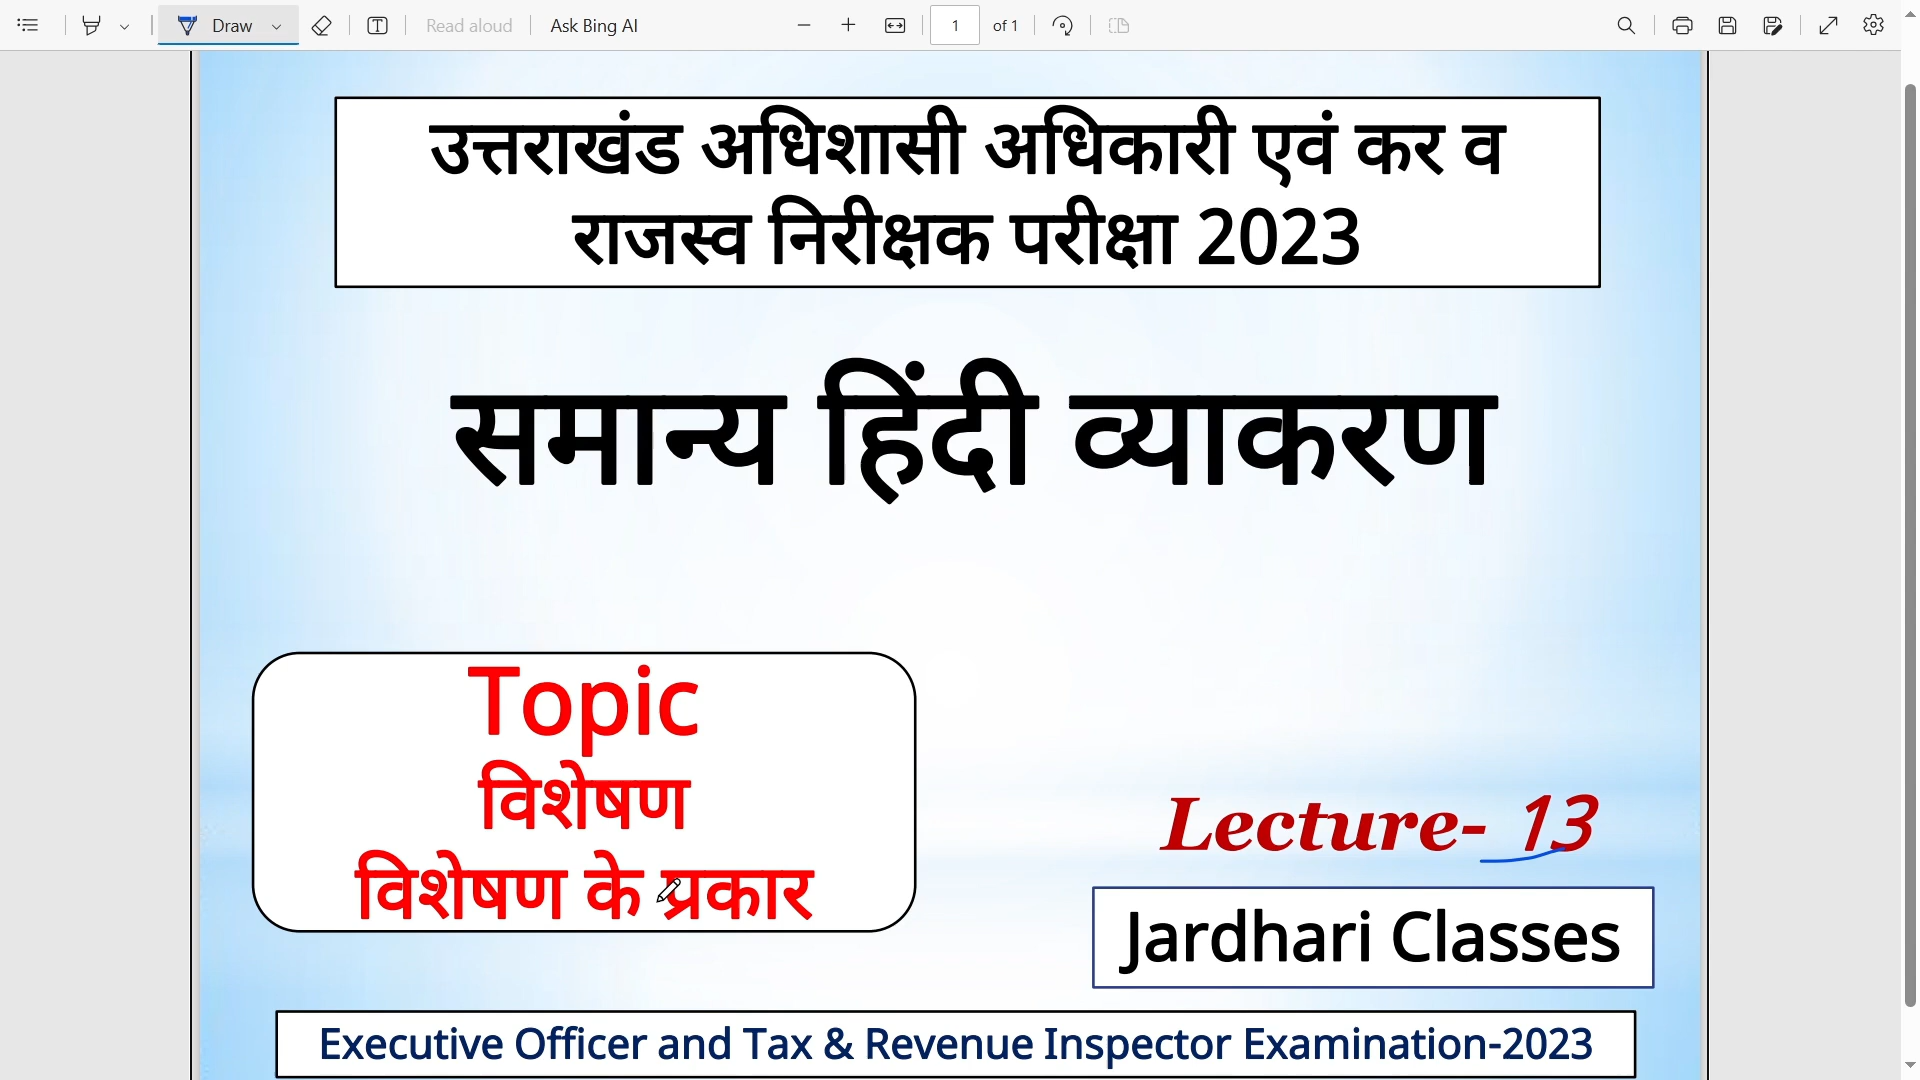 Draw
Read aloud
Ask Bing AI
1
of 1
उत्तराखंड अधिशासी अधिकारी एवं कर व
राजस्व निरीक्षक परीक्षा 2023
समान्य हिंदी व्याकरण
Topic
विशेषण
विशेषण के प्रकार
Lecture- 13
Jardhari Classes
Executive Officer and Tax & Revenue Inspector Examination-2023